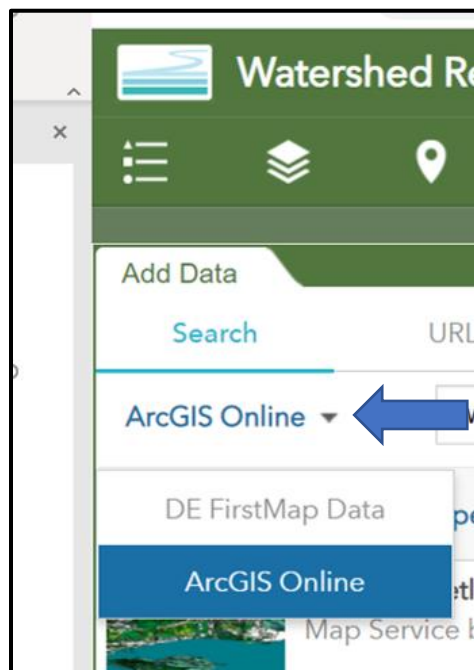 Watershed Re
Add Data
Search URL
ArcGIS Online
DE FirstMap Data
ArcGIS Online
Map Service b